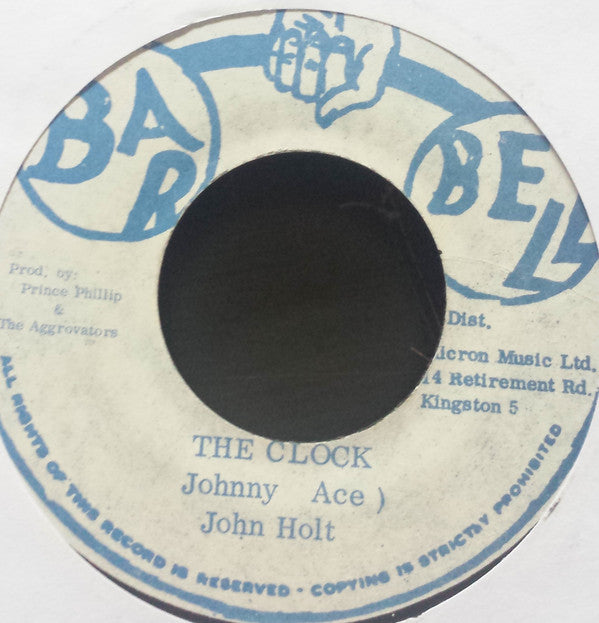 BAR BELL
Prod. by:
Prince Phillip
&
The Aggrovators
Dist.
Micron Music Ltd.
14 Retirement Rd.
Kingston 5
THE CLOCK
Johnny Ace )
John Holt
ALL RIGHTS OF THIS RECORD IS RESERVED · COPYING IS STRICTLY PROHIBITED